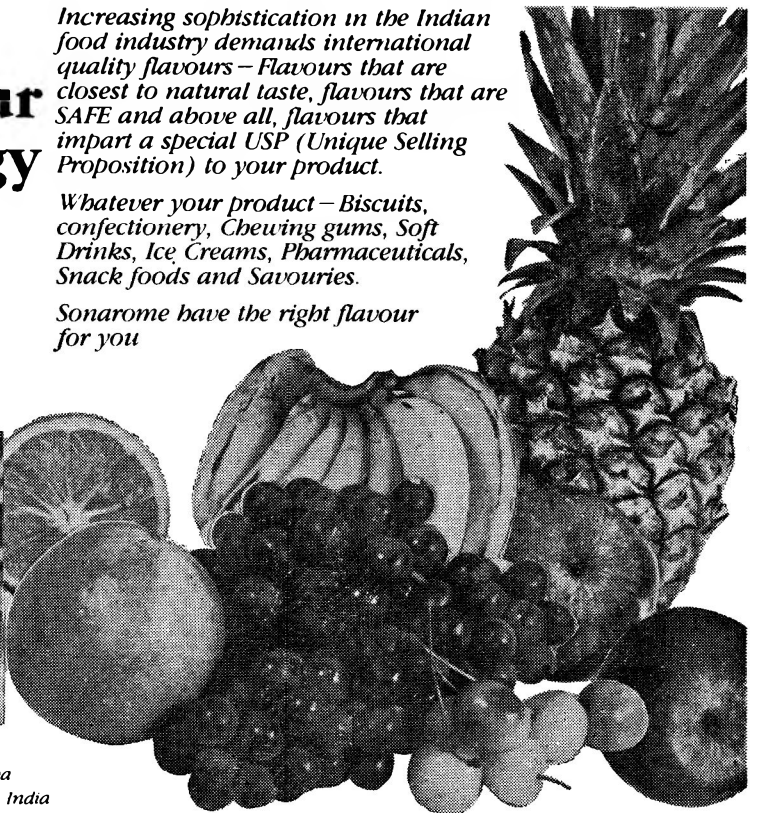 Increasing sophistication in the Indian
food industry demands international
quality flavours – Flavours that are
closest to natural taste, flavours that are
SAFE and above all, flavours that
impart a special USP (Unique Selling
Proposition) to your product.
Whatever your product – Biscuits,
confectionery, Chewing gums, Soft
Drinks, Ice Creams, Pharmaceuticals,
Snack foods and Savouries.
Sonarome have the right flavour
for you
gy
India